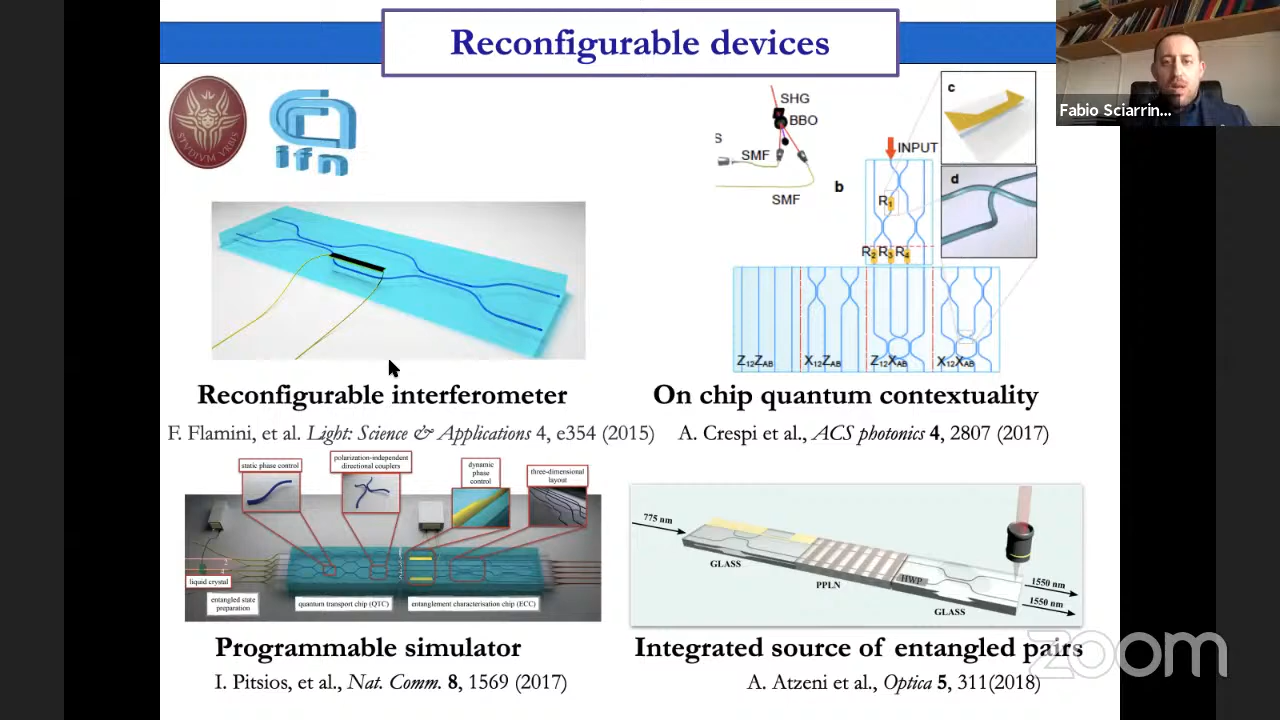 Reconfigurable devices
Fabio Sciarrin...
STVDIVM VRBIS
ifn
SHG
BBO
S
SMF
SMF
b
INPUT
c
d
R1
R2 R3 R4
Z12ZAB
X12ZAB
Z12XAB
X12XAB
Reconfigurable interferometer
F. Flamini, et al. Light: Science & Applications 4, e354 (2015)
On chip quantum contextuality
A. Crespi et al., ACS photonics 4, 2807 (2017)
static phase control
polarization-independent
directional couplers
dynamic
phase
control
three-dimensional
layout
liquid crystal
entangled state
preparation
quantum transport chip (QTC)
entanglement characterisation chip (ECC)
775 nm
GLASS
PPLN
HWP
GLASS
1550 nm
1550 nm
Programmable simulator
I. Pitsios, et al., Nat. Comm. 8, 1569 (2017)
Integrated source of entangled pairs
A. Atzeni et al., Optica 5, 311(2018)
zoom